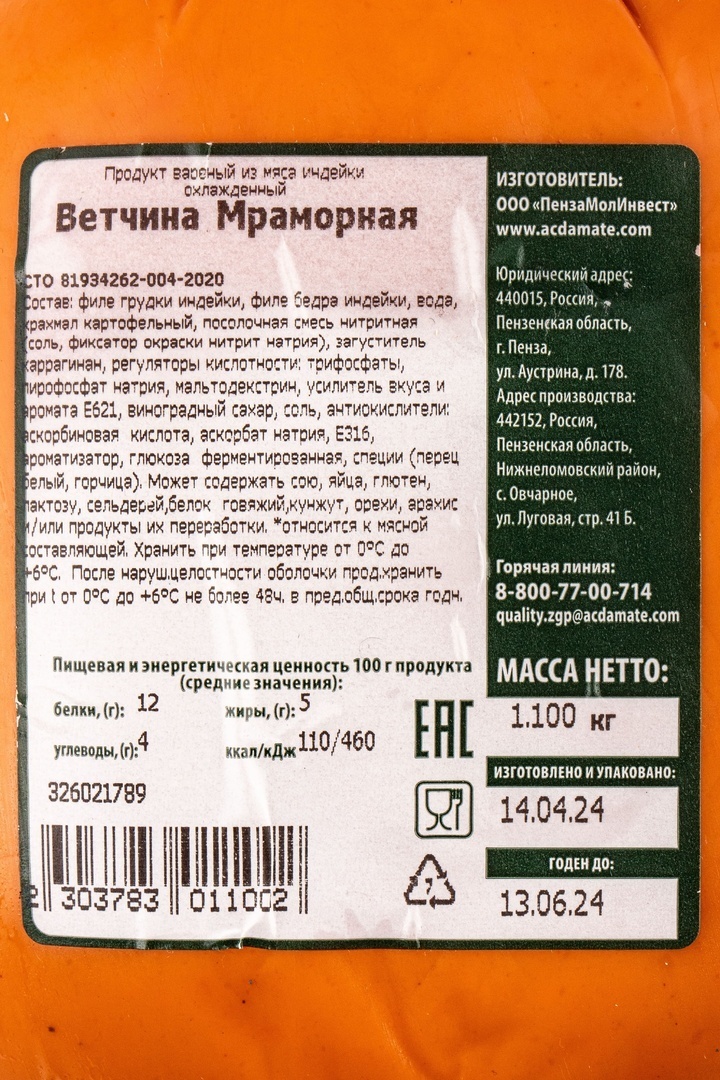 Продукт вареный из мяса индейки
охлажденный
Ветчина Мраморная
СТО 81934262-004-2020
Состав: филе грудки индейки, филе бедра индейки, вода,
крахмал картофельный, посолочная смесь нитритная
(соль, фиксатор окраски нитрит натрия), загуститель
каррагинан, регуляторы кислотности: трифосфаты,
пирофосфат натрия, мальтодекстрин, усилитель вкуса и
аромата Е621, виноградный сахар, соль, антиокислители:
аскорбиновая кислота, аскорбат натрия, Е316,
ароматизатор, глюкоза ферментированная, специи (перец
белый, горчица). Может содержать сою, яйца, глютен,
лактозу, сельдерей,белок говяжий,кунжут, орехи, арахис
и/или продукты их переработки. *относится к мясной
составляющей. Хранить при температуре от 0°С до
+6°С. После наруш.целостности оболочки прод.хранить
при t от 0°С до +6°С не более 48ч. в пред.общ.срока годн.
Пищевая и энергетическая ценность 100 г продукта
(средние значения):
белки, (г): 12 жиры, (г): 5
углеводы, (г): 4 ккал/кДж 110/460
326021789
2 303783 011002
EAC
7
ИЗГОТОВИТЕЛЬ:
ООО «ПензаМолИнвест»
www.acdamate.com
Юридический адрес:
440015, Россия,
Пензенская область,
г. Пенза,
ул. Аустрина, д. 178.
Адрес производства:
442152, Россия,
Пензенская область,
Нижнеломовский район,
с. Овчарное,
ул. Луговая, стр. 41 Б.
Горячая линия:
8-800-77-00-714
quality.zgp@acdamate.com
МАССА НЕТТО:
1.100 кг
ИЗГОТОВЛЕНО И УПАКОВАНО:
14.04.24
ГОДЕН ДО:
13.06.24